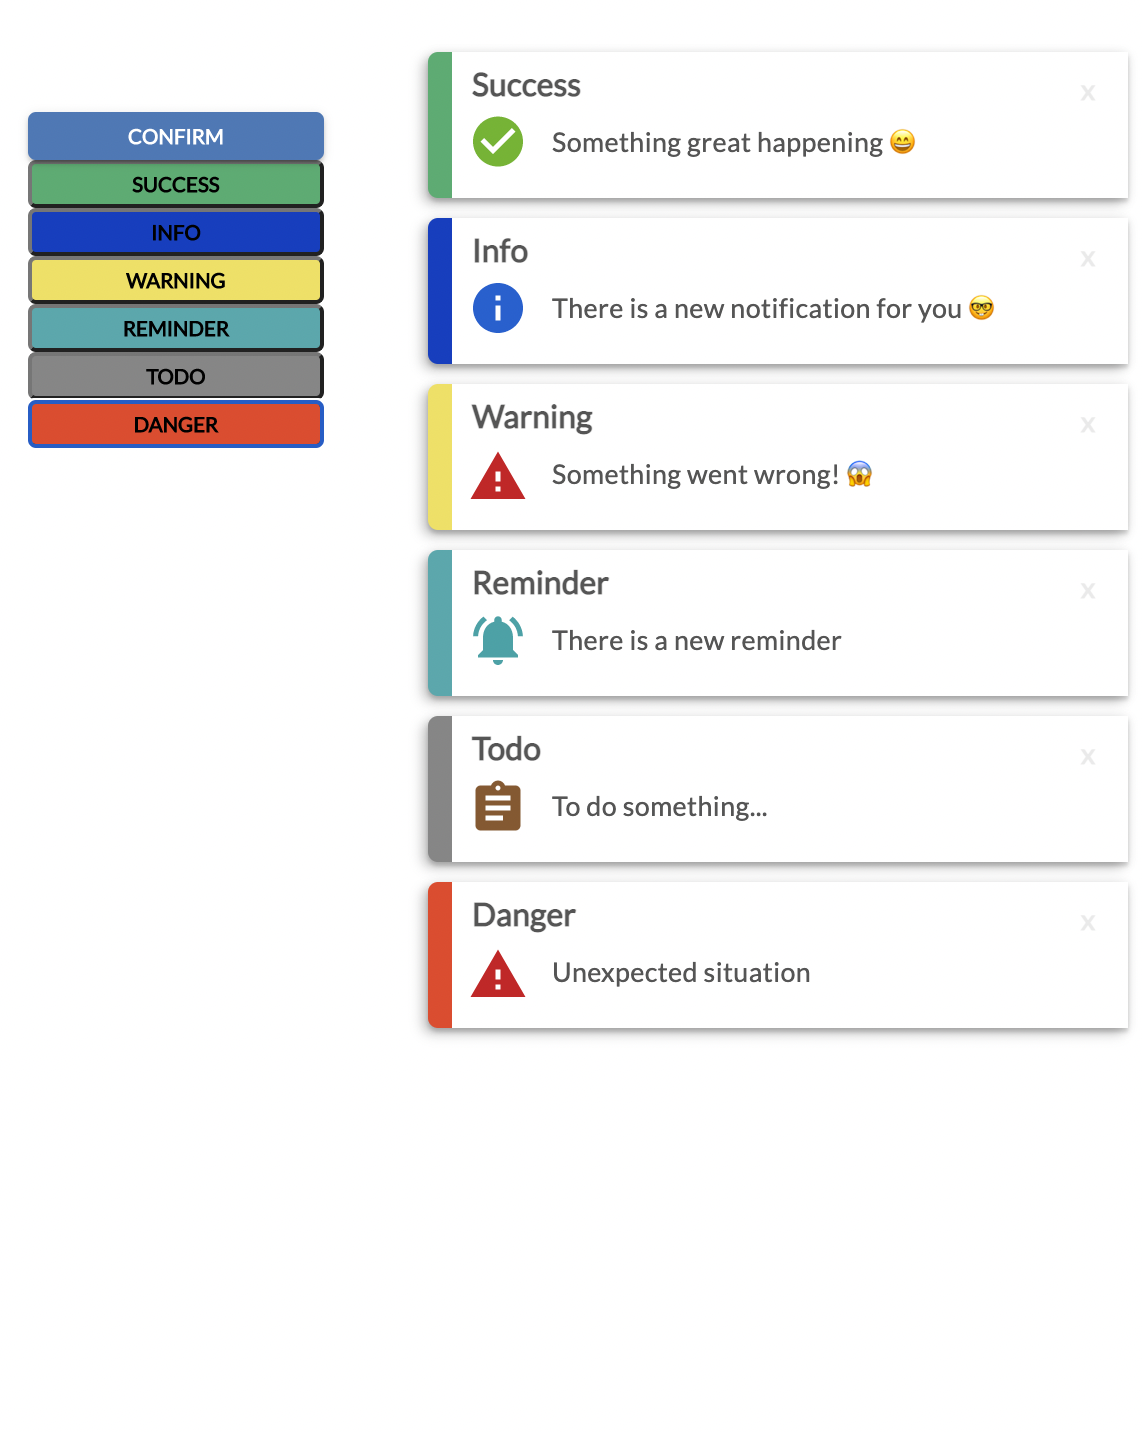 CONFIRM
SUCCESS
INFO
WARNING
REMINDER
TODO
DANGER
Success
x
Something great happening 😄
Info
x
There is a new notification for you 🤓
Warning
x
Something went wrong! 😱
Reminder
x
There is a new reminder
Todo
x
To do something...
Danger
x
Unexpected situation